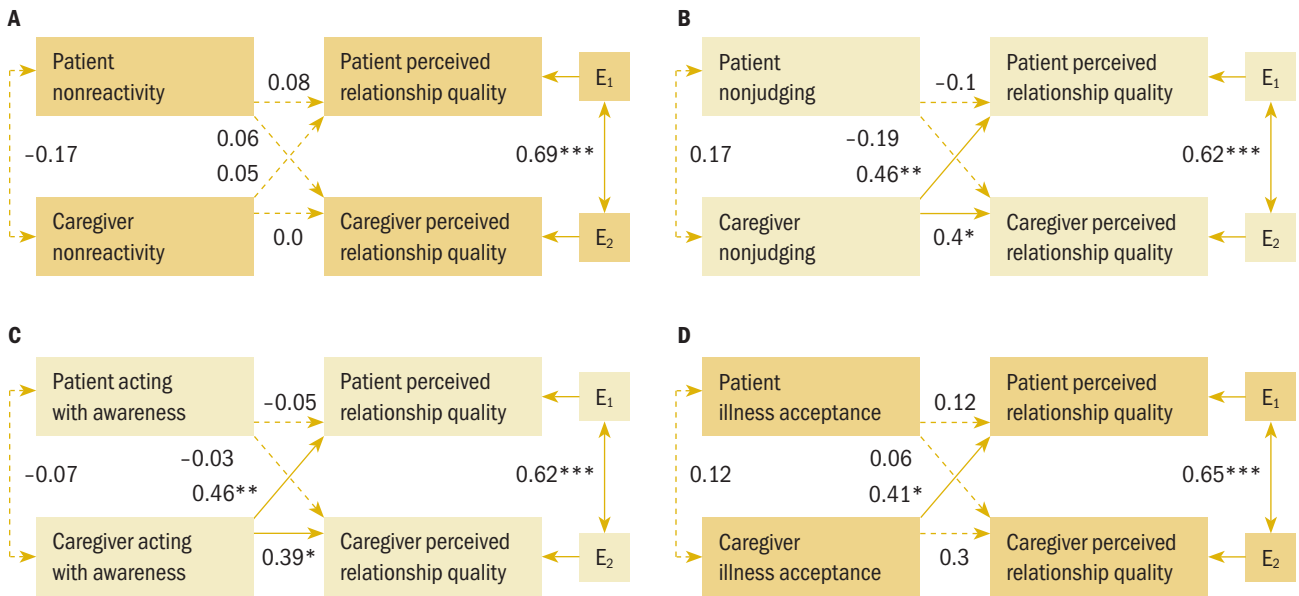 A
Patient
nonreactivity
0.08
Patient perceived
relationship quality
E₁
–0.17
0.06
0.05
0.69***
Caregiver
nonreactivity
0.0
Caregiver perceived
relationship quality
E₂
B
Patient
nonjudging
–0.1
Patient perceived
relationship quality
E₁
0.17
–0.19
0.46**
0.62***
Caregiver
nonjudging
0.4*
Caregiver perceived
relationship quality
E₂
C
Patient acting
with awareness
–0.05
Patient perceived
relationship quality
E₁
–0.07
–0.03
0.46**
0.62***
Caregiver acting
with awareness
0.39*
Caregiver perceived
relationship quality
E₂
D
Patient
illness acceptance
0.12
Patient perceived
relationship quality
E₁
0.12
0.06
0.41*
0.65***
Caregiver
illness acceptance
0.3
Caregiver perceived
relationship quality
E₂